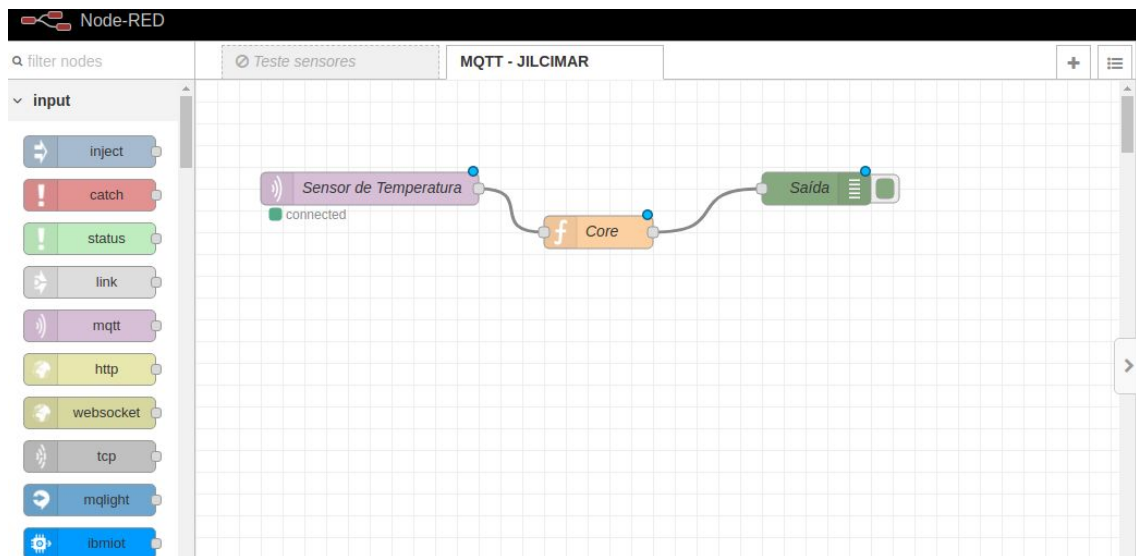 Node-RED
filter nodes
Teste sensores
MQTT - JILCIMAR
input
inject
catch
status
link
mqtt
http
websocket
tcp
mqlight
ibmiot
Sensor de Temperatura
connected
Core
Saída